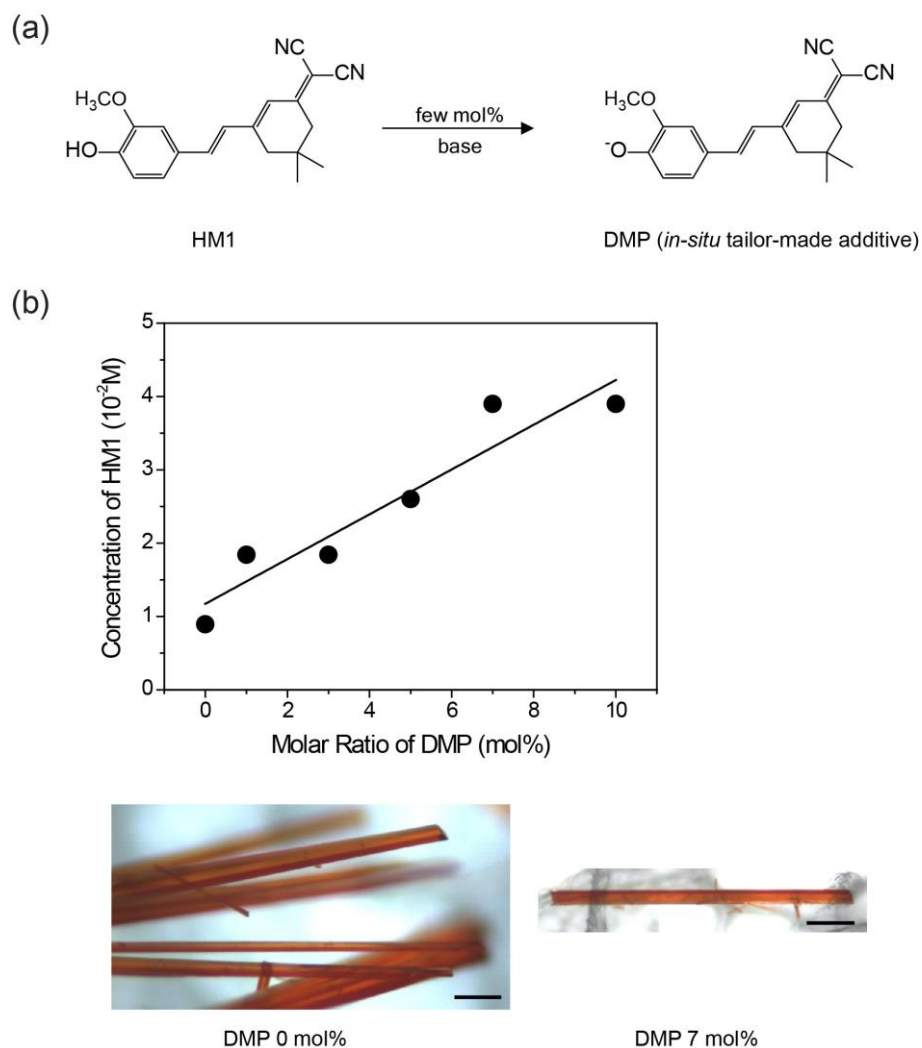 (a)
NC
CN
H₃CO
HO
few mol%
base
NC
CN
H₃CO
⁻O
HM1
DMP (in-situ tailor-made additive)
(b)
Concentration of HM1 (10⁻²M)
5
4
3
2
1
0
0 2 4 6 8 10
Molar Ratio of DMP (mol%)
DMP 0 mol%
DMP 7 mol%